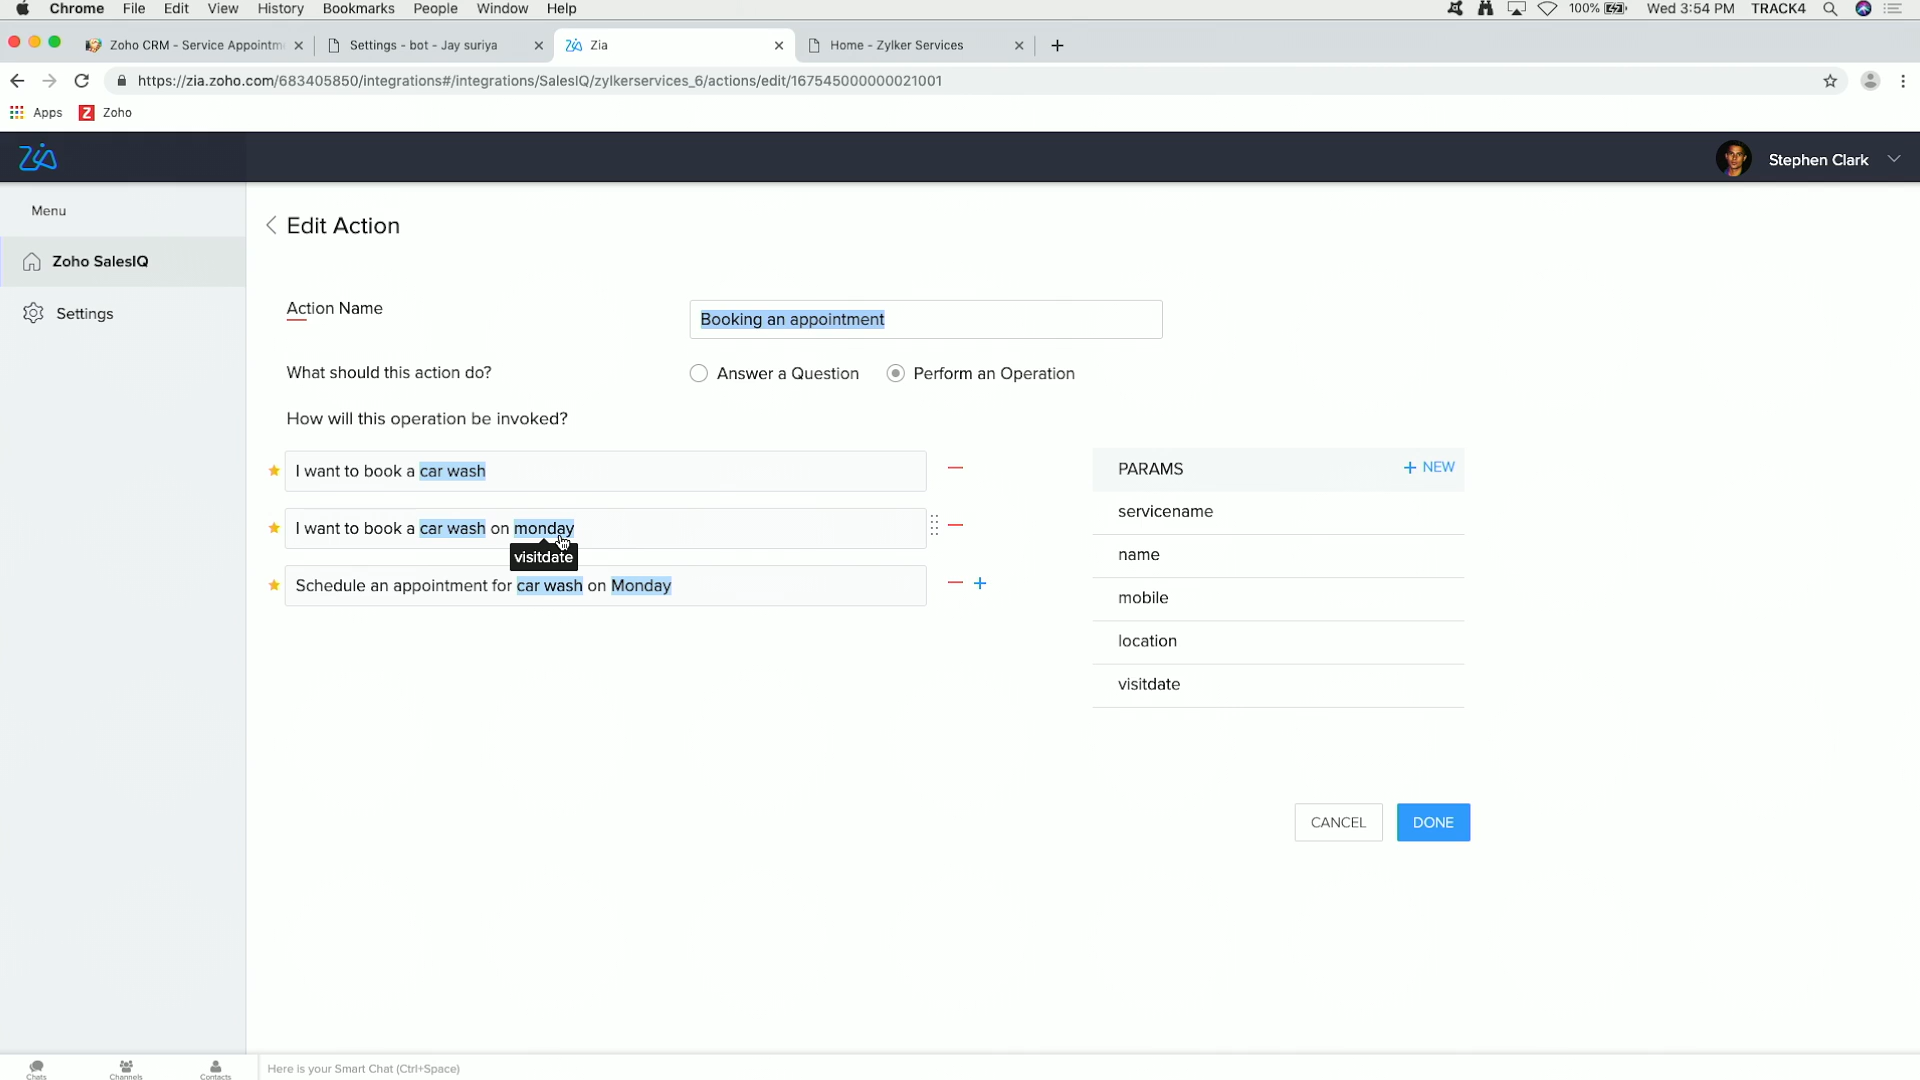 Chrome File Edit View History Bookmarks People Window Help 100% Wed 3:54 PM TRACK4
Zoho CRM - Service Appointm Settings - bot - Jay suriya Zia Home - Zylker Services
https://zia.zoho.com/683405850/integrations#/integrations/SalesIQ/zylkerservices_6/actions/edit/167545000000021001
Apps Z Zoho
Zia Stephen Clark
Menu
Zoho SalesIQ
Settings
Edit Action
Action Name Booking an appointment
What should this action do? Answer a Question Perform an Operation
How will this operation be invoked?
I want to book a car wash
I want to book a car wash on monday
visitdate
Schedule an appointment for car wash on Monday
PARAMS + NEW
servicename
name
mobile
location
visitdate
CANCEL DONE
Chats Channels Contacts Here is your Smart Chat (Ctrl+Space)